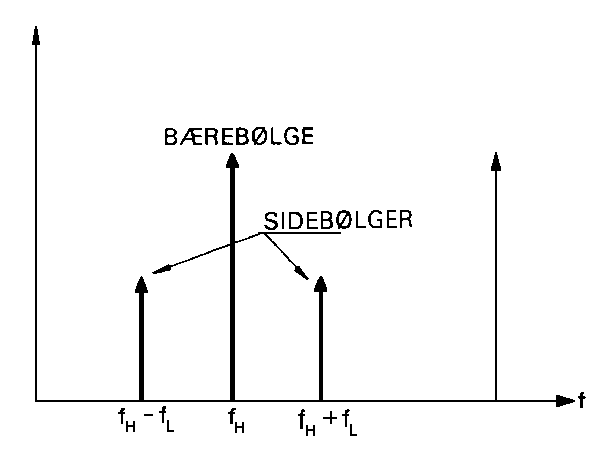 BÆREBØLGE
SIDEBØLGER
f
f_H − f_L
f_H
f_H + f_L